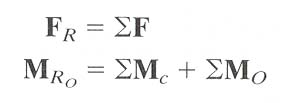 F_R = ΣF
M_{R_O} = ΣM_c + ΣM_O